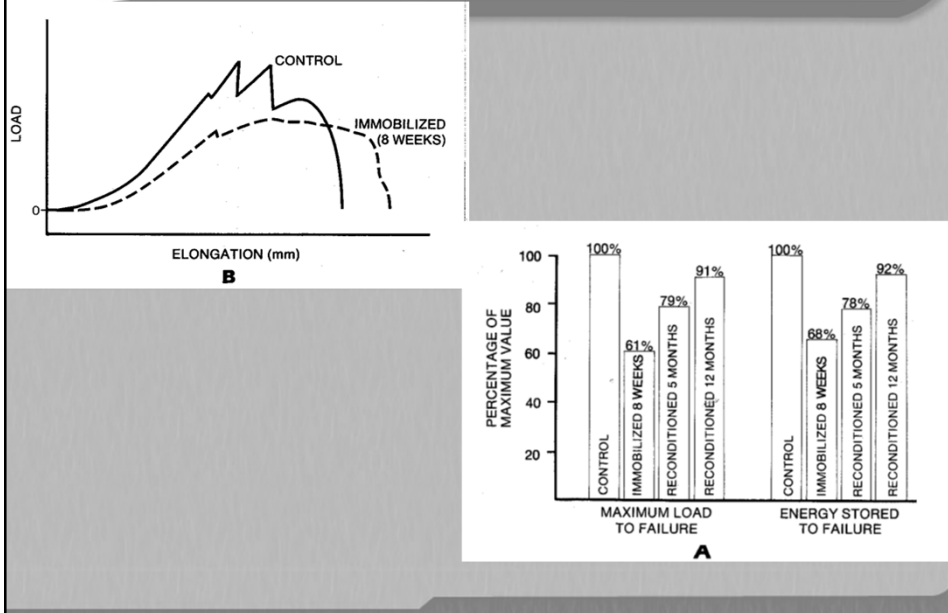 CONTROL
LOAD
IMMOBILIZED
(8 WEEKS)
0
ELONGATION (mm)
B
PERCENTAGE OF
MAXIMUM VALUE
100
80
60
40
20
100%
61%
79%
91%
100%
68%
78%
92%
CONTROL
IMMOBILIZED 8 WEEKS
RECONDITIONED 5 MONTHS
RECONDITIONED 12 MONTHS
CONTROL
IMMOBILIZED 8 WEEKS
RECONDITIONED 5 MONTHS
RECONDITIONED 12 MONTHS
MAXIMUM LOAD
TO FAILURE
ENERGY STORED
TO FAILURE
A